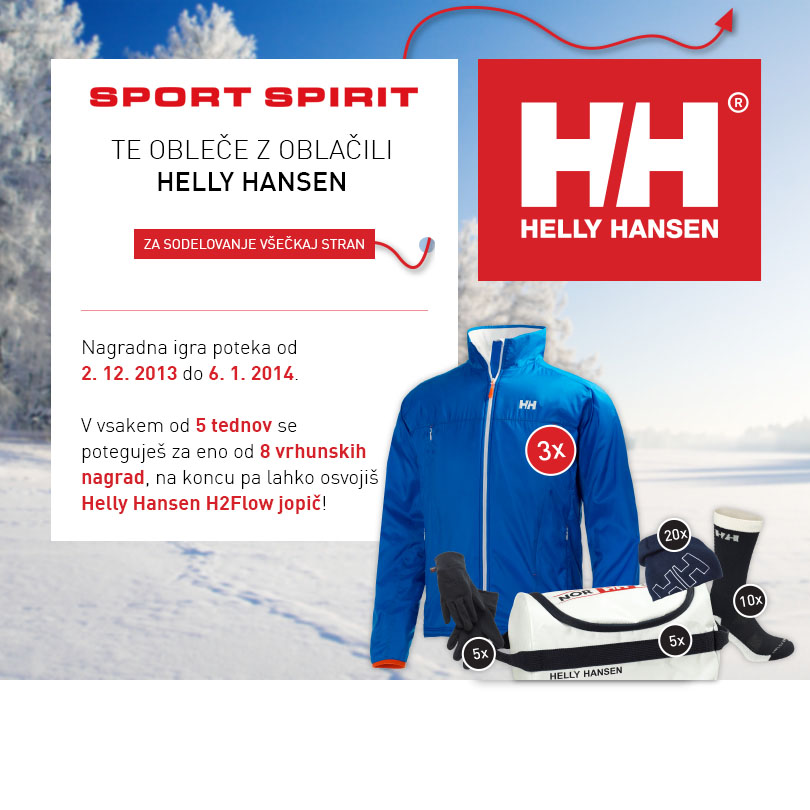 SPORT SPIRIT
TE OBLEČE Z OBLAČILI
HELLY HANSEN
ZA SODELOVANJE VŠEČKAJ STRAN
Nagradna igra poteka od
2. 12. 2013 do 6. 1. 2014.
V vsakem od 5 tednov se
poteguješ za eno od 8 vrhunskih
nagrad, na koncu pa lahko osvojiš
Helly Hansen H2Flow jopič!
HH®
HELLY HANSEN
HH
3x
20x
HH
HH
10x
5x
5x
HELLY HANSEN